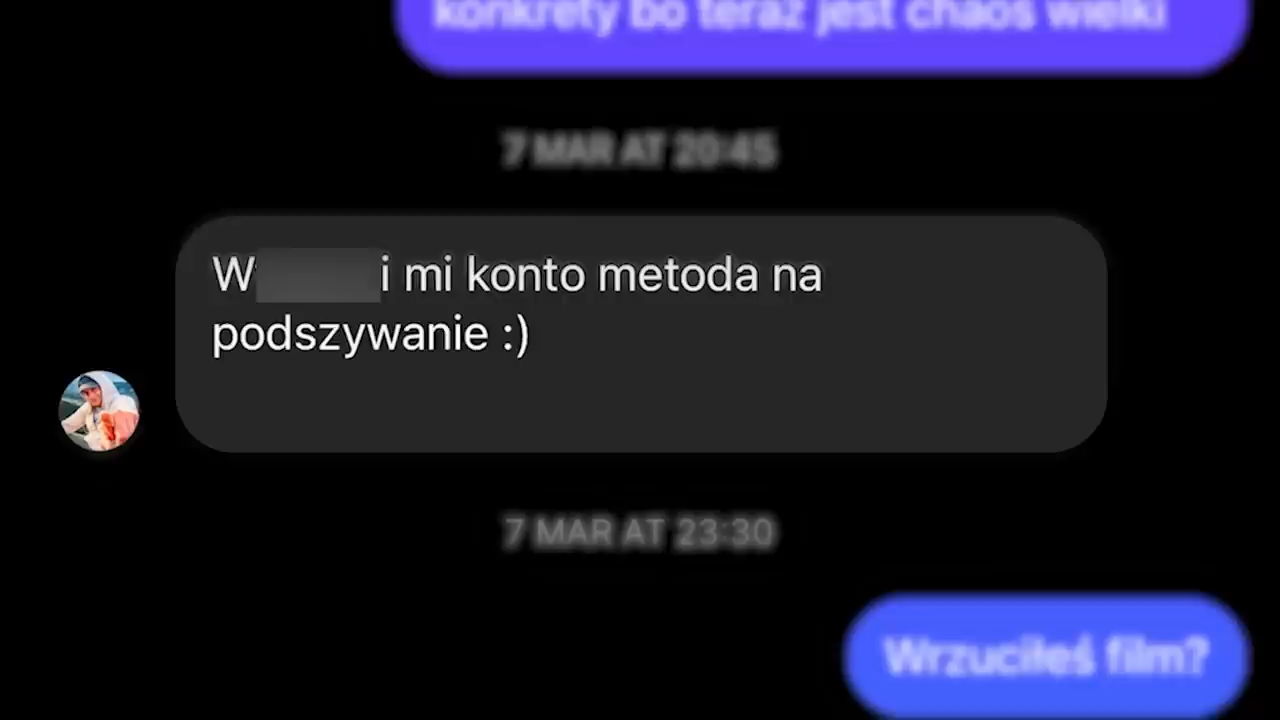 konkrety bo teraz jest chaos wielki
7 MAR AT 20:45
W i mi konto metoda na
podszywanie :)
7 MAR AT 23:30
Wrzuciłeś film?